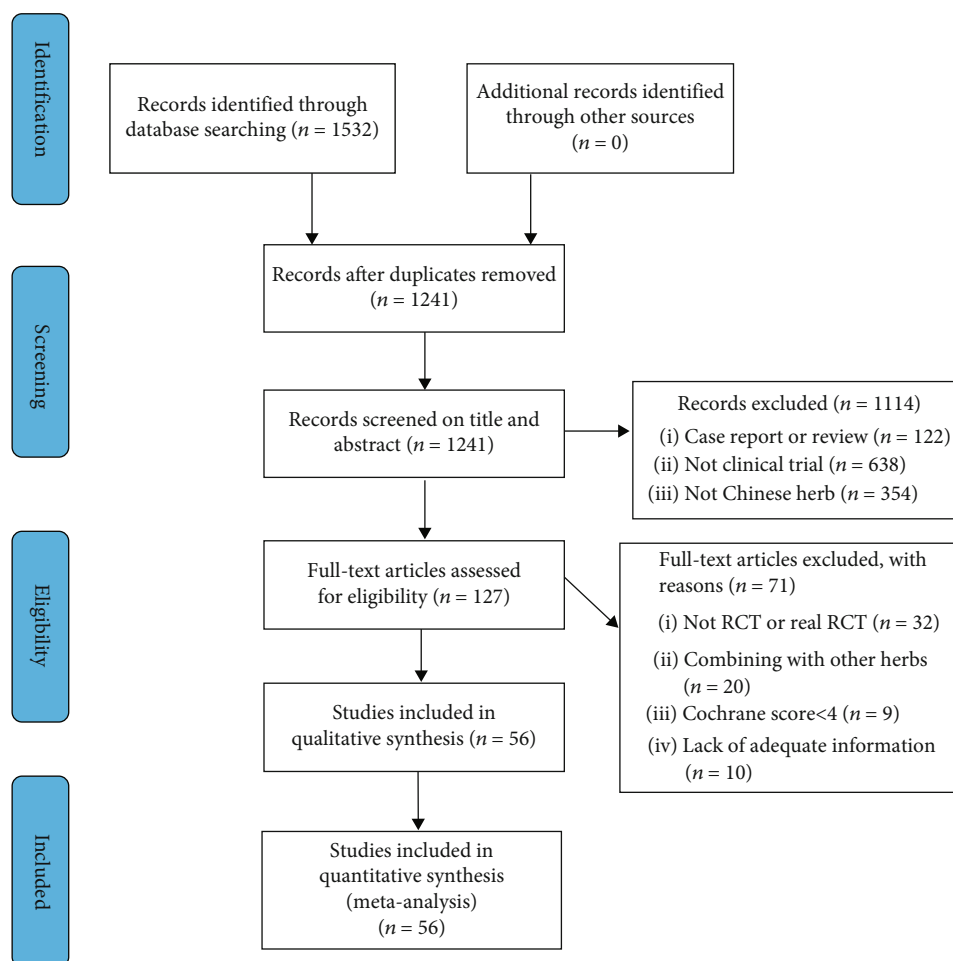 Identification
Records identified through
database searching (n = 1532)
Additional records identified
through other sources
(n = 0)
Records after duplicates removed
(n = 1241)
Screening
Records screened on title and
abstract (n = 1241)
Records excluded (n = 1114)
(i) Case report or review (n = 122)
(ii) Not clinical trial (n = 638)
(iii) Not Chinese herb (n = 354)
Eligibility
Full-text articles assessed
for eligibility (n = 127)
Full-text articles excluded, with
reasons (n = 71)
(i) Not RCT or real RCT (n = 32)
(ii) Combining with other herbs
(n = 20)
(iii) Cochrane score<4 (n = 9)
(iv) Lack of adequate information
(n = 10)
Studies included in
qualitative synthesis (n = 56)
Included
Studies included in
quantitative synthesis
(meta-analysis)
(n = 56)